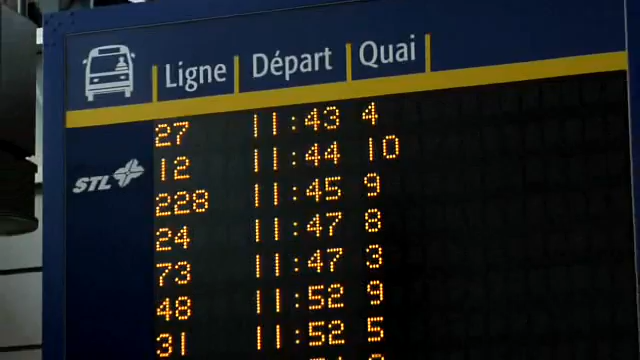 Ligne Départ Quai
27 11:43 4
12 11:44 10
STL
228 11:45 9
24 11:47 8
73 11:47 3
48 11:52 9
31 11:52 5